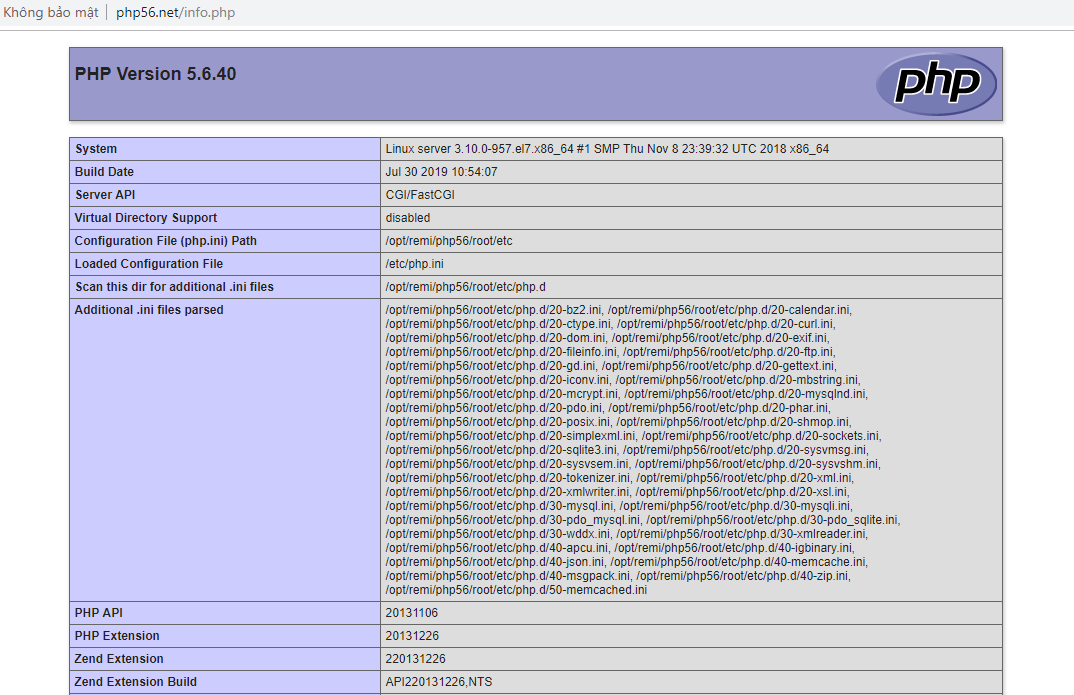 Không bảo mật | php56.net/info.php
PHP Version 5.6.40
php
System Linux server 3.10.0-957.el7.x86_64 #1 SMP Thu Nov 8 23:39:32 UTC 2018 x86_64
Build Date Jul 30 2019 10:54:07
Server API CGI/FastCGI
Virtual Directory Support disabled
Configuration File (php.ini) Path /opt/remi/php56/root/etc
Loaded Configuration File /etc/php.ini
Scan this dir for additional .ini files /opt/remi/php56/root/etc/php.d
Additional .ini files parsed /opt/remi/php56/root/etc/php.d/20-bz2.ini, /opt/remi/php56/root/etc/php.d/20-calendar.ini,
/opt/remi/php56/root/etc/php.d/20-ctype.ini, /opt/remi/php56/root/etc/php.d/20-curl.ini,
/opt/remi/php56/root/etc/php.d/20-dom.ini, /opt/remi/php56/root/etc/php.d/20-exif.ini,
/opt/remi/php56/root/etc/php.d/20-fileinfo.ini, /opt/remi/php56/root/etc/php.d/20-ftp.ini,
/opt/remi/php56/root/etc/php.d/20-gd.ini, /opt/remi/php56/root/etc/php.d/20-gettext.ini,
/opt/remi/php56/root/etc/php.d/20-iconv.ini, /opt/remi/php56/root/etc/php.d/20-mbstring.ini,
/opt/remi/php56/root/etc/php.d/20-mcrypt.ini, /opt/remi/php56/root/etc/php.d/20-mysqlnd.ini,
/opt/remi/php56/root/etc/php.d/20-pdo.ini, /opt/remi/php56/root/etc/php.d/20-phar.ini,
/opt/remi/php56/root/etc/php.d/20-posix.ini, /opt/remi/php56/root/etc/php.d/20-shmop.ini,
/opt/remi/php56/root/etc/php.d/20-simplexml.ini, /opt/remi/php56/root/etc/php.d/20-sockets.ini,
/opt/remi/php56/root/etc/php.d/20-sqlite3.ini, /opt/remi/php56/root/etc/php.d/20-sysvmsg.ini,
/opt/remi/php56/root/etc/php.d/20-sysvsem.ini, /opt/remi/php56/root/etc/php.d/20-sysvshm.ini,
/opt/remi/php56/root/etc/php.d/20-tokenizer.ini, /opt/remi/php56/root/etc/php.d/20-xml.ini,
/opt/remi/php56/root/etc/php.d/20-xmlwriter.ini, /opt/remi/php56/root/etc/php.d/20-xsl.ini,
/opt/remi/php56/root/etc/php.d/30-mysql.ini, /opt/remi/php56/root/etc/php.d/30-mysqli.ini,
/opt/remi/php56/root/etc/php.d/30-pdo_mysql.ini, /opt/remi/php56/root/etc/php.d/30-pdo_sqlite.ini,
/opt/remi/php56/root/etc/php.d/30-wddx.ini, /opt/remi/php56/root/etc/php.d/30-xmlreader.ini,
/opt/remi/php56/root/etc/php.d/40-apcu.ini, /opt/remi/php56/root/etc/php.d/40-igbinary.ini,
/opt/remi/php56/root/etc/php.d/40-json.ini, /opt/remi/php56/root/etc/php.d/40-memcache.ini,
/opt/remi/php56/root/etc/php.d/40-msgpack.ini, /opt/remi/php56/root/etc/php.d/40-zip.ini,
/opt/remi/php56/root/etc/php.d/50-memcached.ini
PHP API 20131106
PHP Extension 20131226
Zend Extension 220131226
Zend Extension Build API220131226,NTS